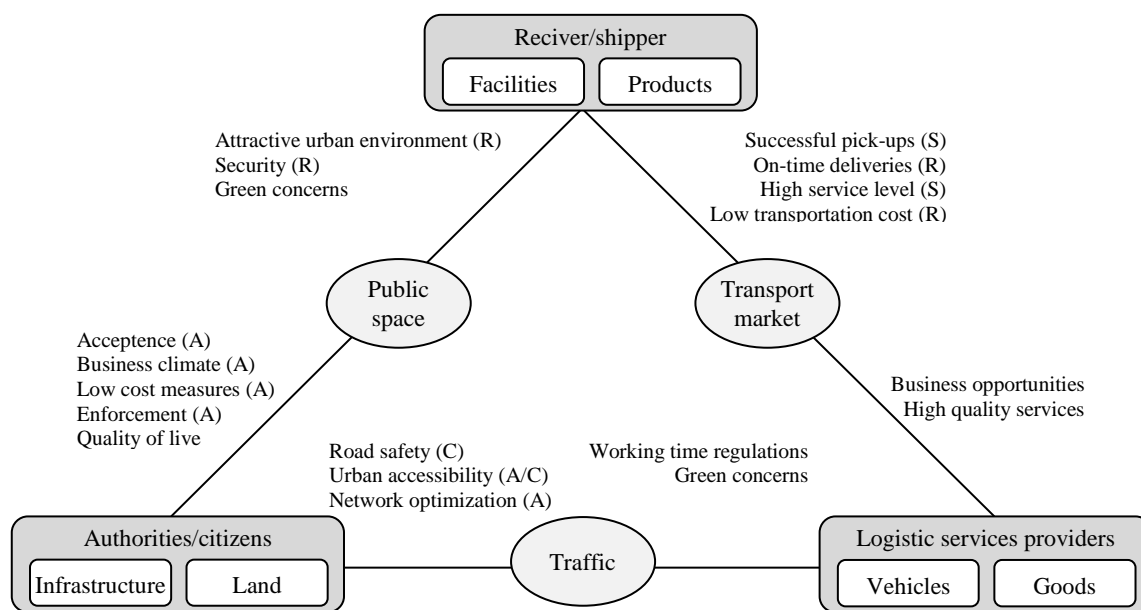 Reciver/shipper
Facilities
Products
Attractive urban environment (R)
Security (R)
Green concerns
Successful pick-ups (S)
On-time deliveries (R)
High service level (S)
Low transportation cost (R)
Public
space
Transport
market
Acceptence (A)
Business climate (A)
Low cost measures (A)
Enforcement (A)
Quality of live
Business opportunities
High quality services
Road safety (C)
Urban accessibility (A/C)
Network optimization (A)
Working time regulations
Green concerns
Authorities/citizens
Infrastructure
Land
Traffic
Logistic services providers
Vehicles
Goods